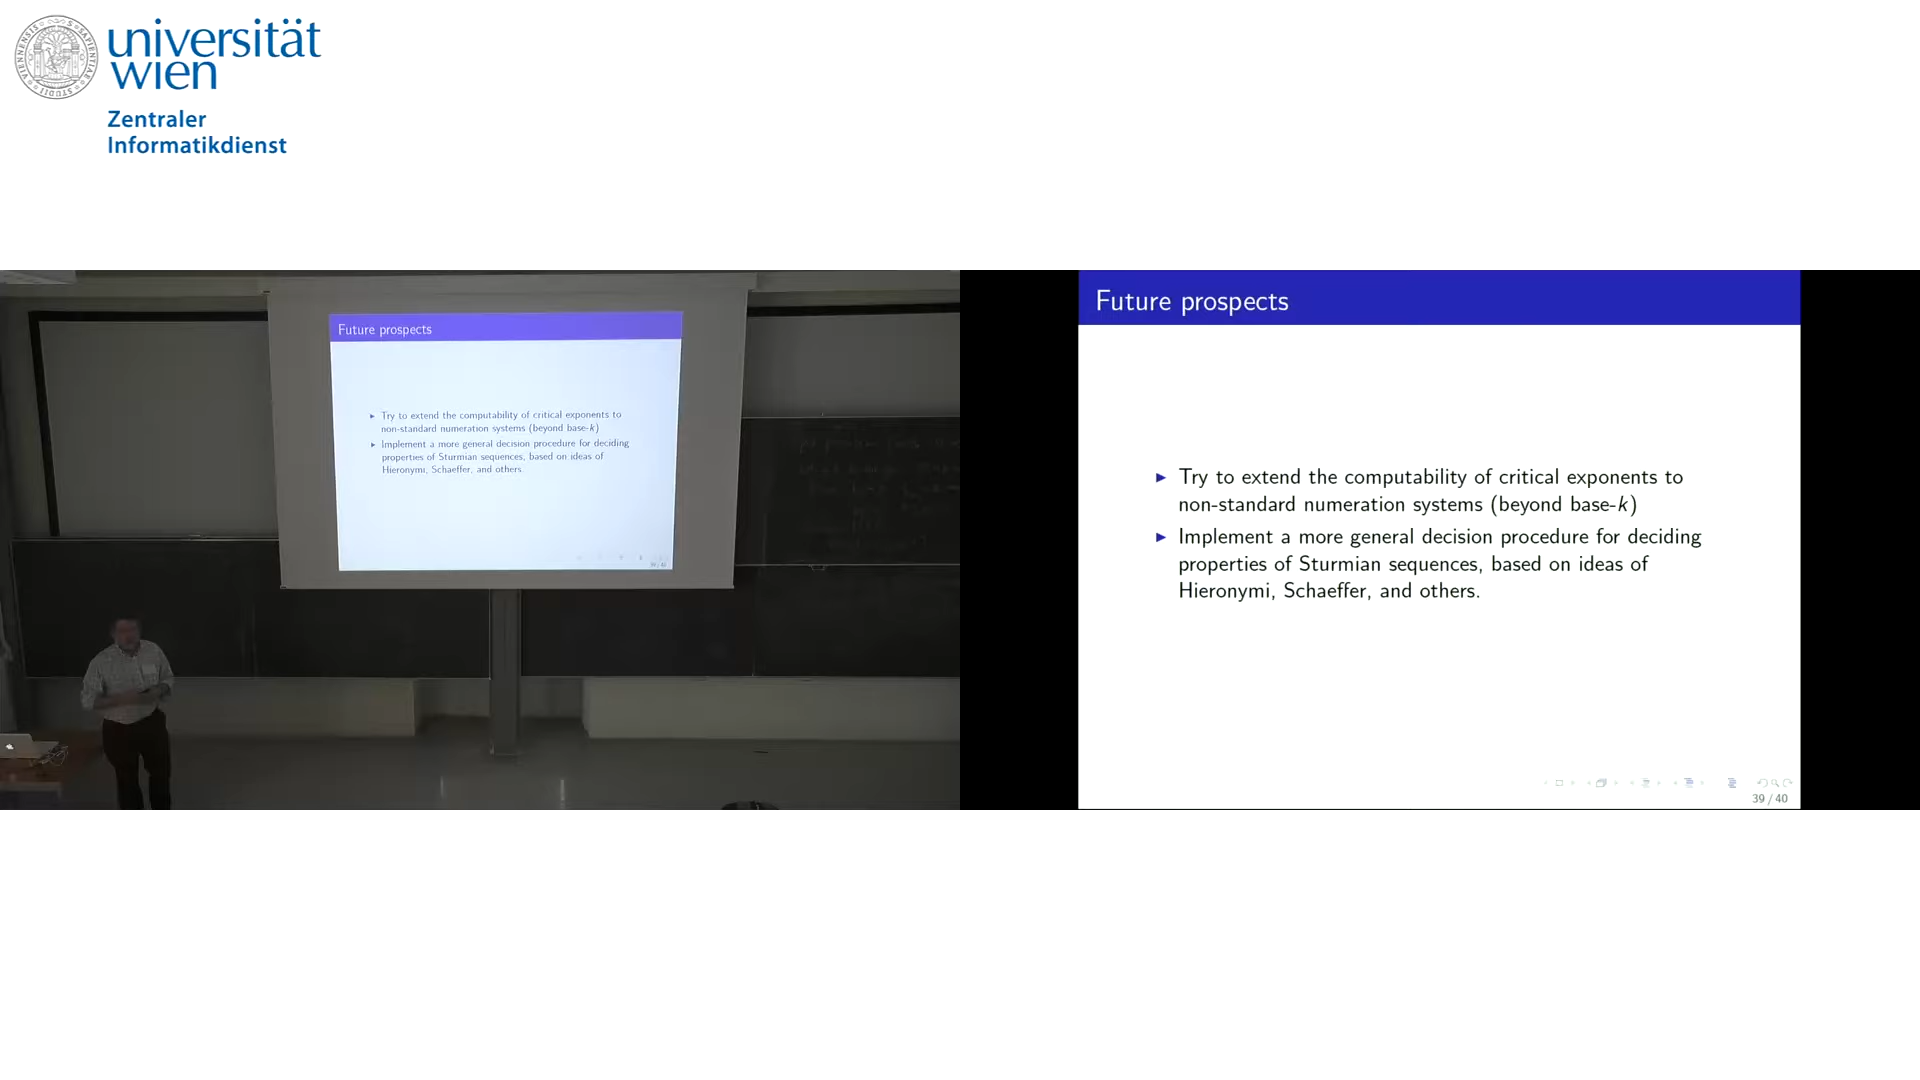 universität
wien
Zentraler
Informatikdienst
Future prospects
Try to extend the computability of critical exponents to
non-standard numeration systems (beyond base-k)
Implement a more general decision procedure for deciding
properties of Sturmian sequences, based on ideas of
Hieronymi, Schaeffer, and others.
Future prospects
► Try to extend the computability of critical exponents to
non-standard numeration systems (beyond base-k)
► Implement a more general decision procedure for deciding
properties of Sturmian sequences, based on ideas of
Hieronymi, Schaeffer, and others.
39 / 40